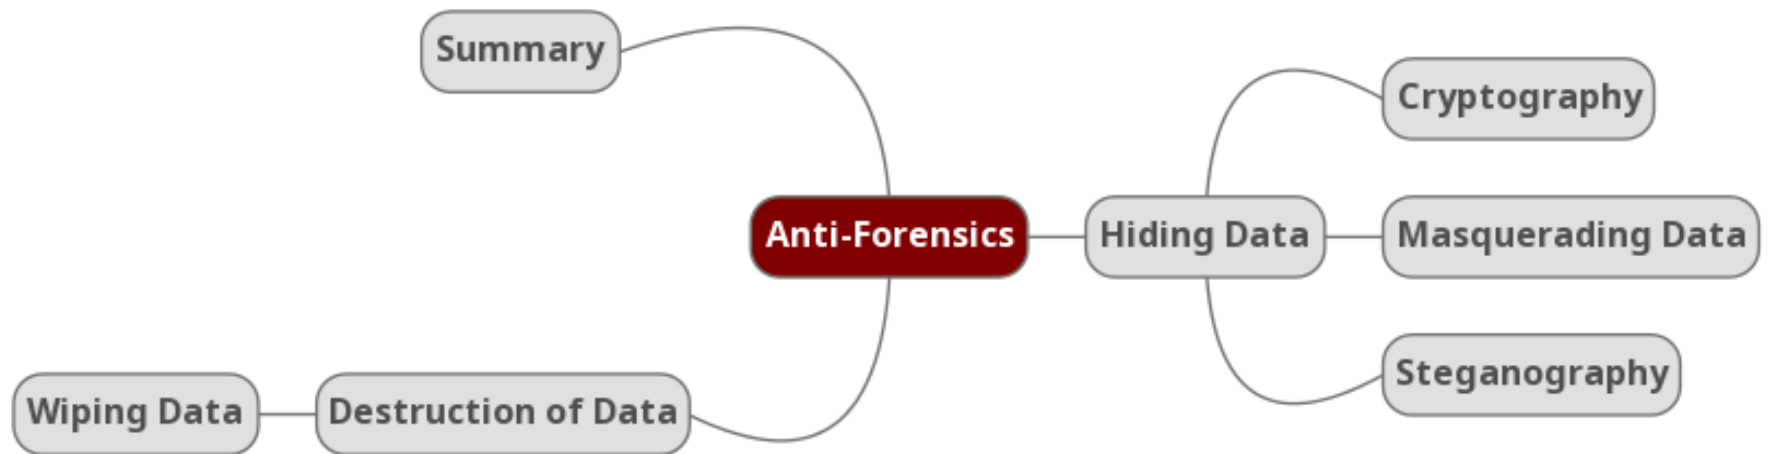 Summary
Cryptography
Anti-Forensics
Hiding Data
Masquerading Data
Steganography
Wiping Data
Destruction of Data